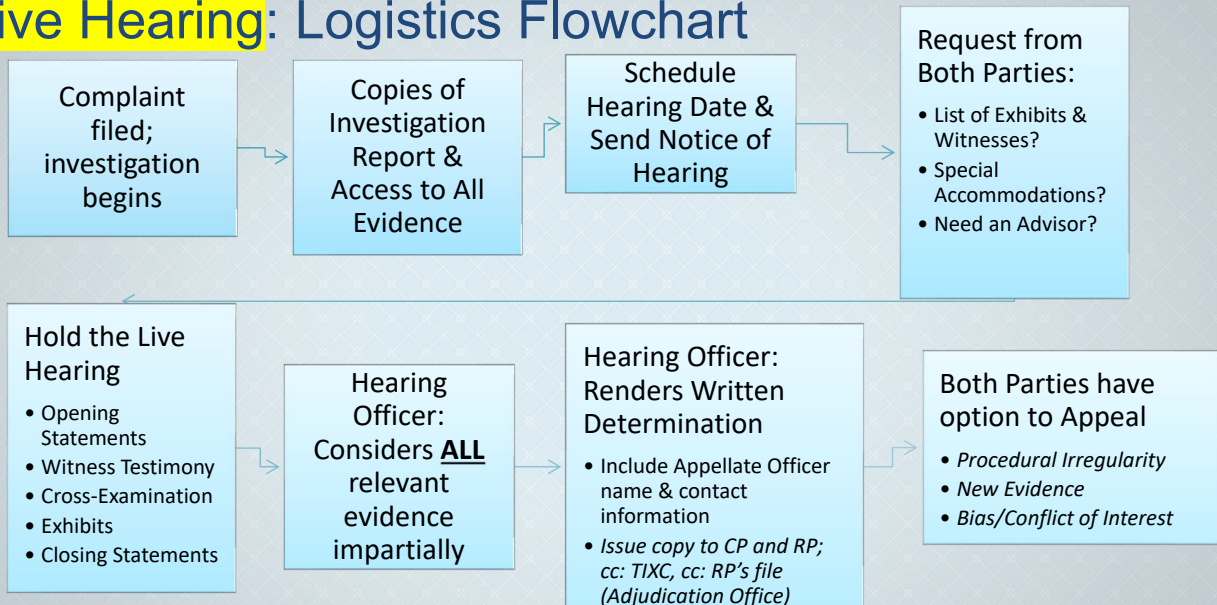 ive Hearing: Logistics Flowchart
Complaint
filed;
investigation
begins
Copies of
Investigation
Report &
Access to All
Evidence
Schedule
Hearing Date &
Send Notice of
Hearing
Request from
Both Parties:
• List of Exhibits &
Witnesses?
• Special
Accommodations?
• Need an Advisor?
Hold the Live
Hearing
• Opening
Statements
• Witness Testimony
• Cross-Examination
• Exhibits
• Closing Statements
Hearing
Officer:
Considers ALL
relevant
evidence
impartially
Hearing Officer:
Renders Written
Determination
• Include Appellate Officer
name & contact
information
• Issue copy to CP and RP;
cc: TIXC, cc: RP's file
(Adjudication Office)
Both Parties have
option to Appeal
• Procedural Irregularity
• New Evidence
• Bias/Conflict of Interest